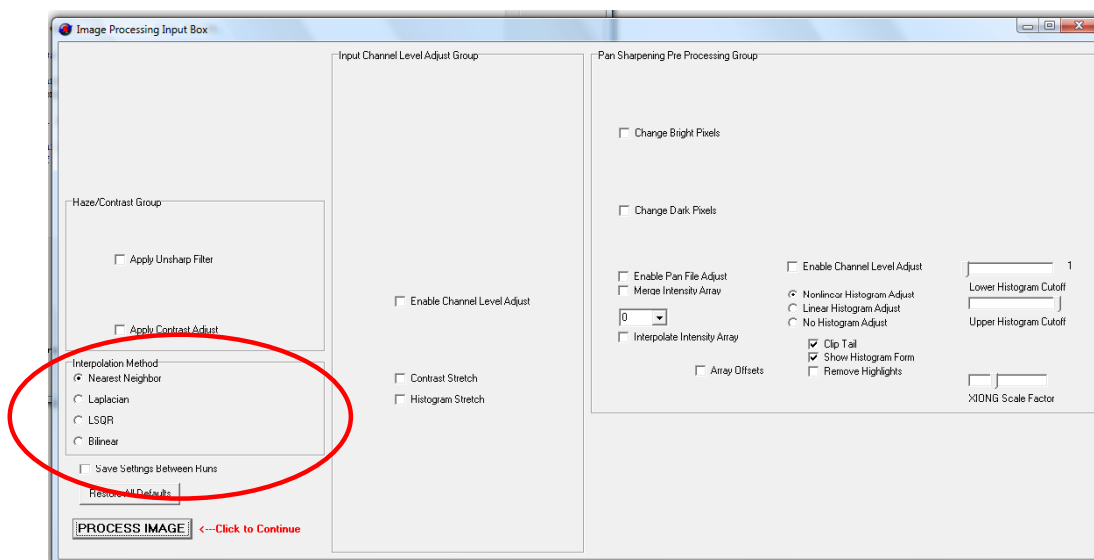 Image Processing Input Box
Haze/Contrast Group
Apply Unsharp Filter
Apply Contrast Adjust
Interpolation Method
Nearest Neighbor
Laplacian
LSQR
Bilinear
Save Settings Between Runs
Restore All Defaults
PROCESS IMAGE <---Click to Continue
Input Channel Level Adjust Group
Enable Channel Level Adjust
Contrast Stretch
Histogram Stretch
Pan Sharpening Pre Processing Group
Change Bright Pixels
Change Dark Pixels
Enable Pan File Adjust
Merge Intensity Array
0
Interpolate Intensity Array
Array Offsets
Enable Channel Level Adjust
Nonlinear Histogram Adjust
Linear Histogram Adjust
No Histogram Adjust
Clip Tail
Show Histogram Form
Remove Highlights
1
Lower Histogram Cutoff
Upper Histogram Cutoff
XIONG Scale Factor